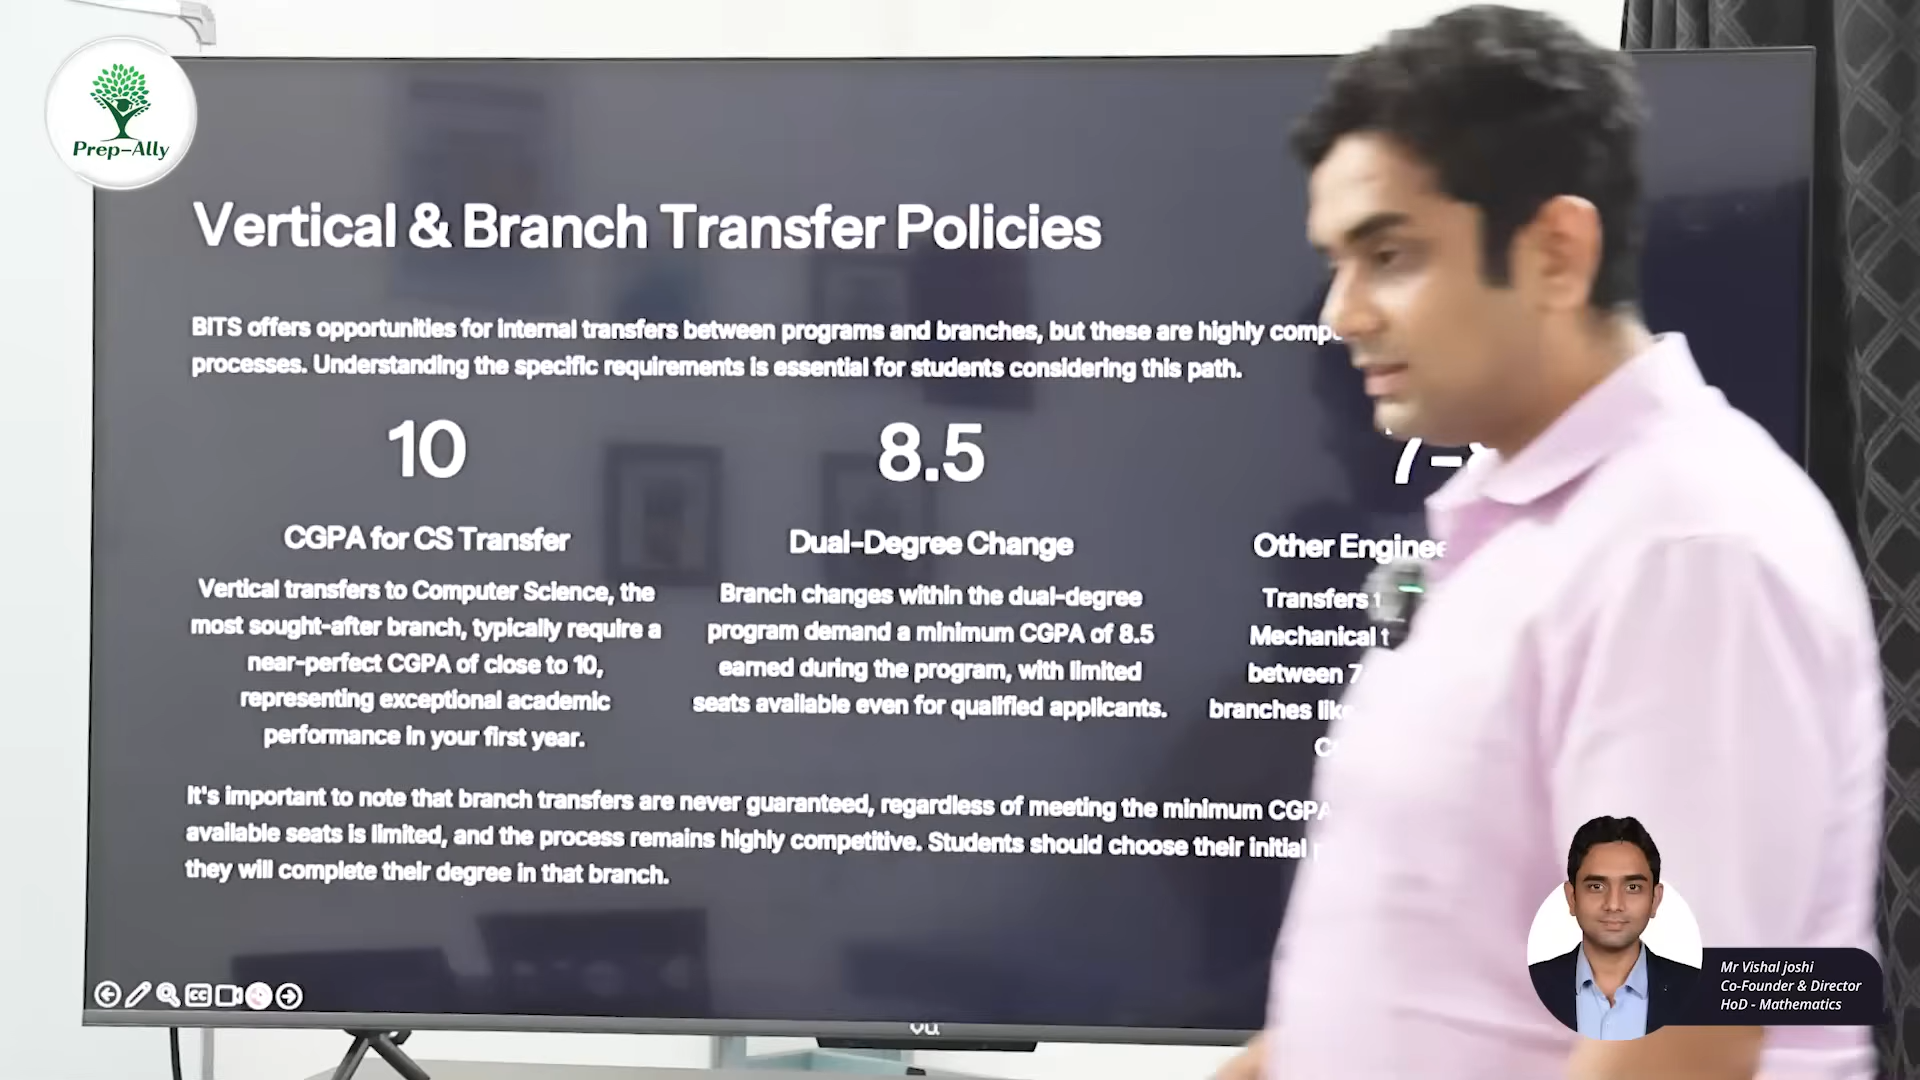 Prep-Ally
Vertical & Branch Transfer Policies
BITS offers opportunities for internal transfers between programs and branches, but these are highly
processes. Understanding the specific requirements is essential for students considering this path.
10
8.5
7-
CGPA for CS Transfer
Vertical transfers to Computer Science, the
most sought-after branch, typically require a
near-perfect CGPA of close to 10,
representing exceptional academic
performance in your first year.
Dual-Degree Change
Branch changes within the dual-degree
program demand a minimum CGPA of 8.5
earned during the program, with limited
seats available even for qualified applicants.
Other
Transfers
Mechanical
between 7
branches
It's important to note that branch transfers are never guaranteed, regardless of meeting the minimum CGPA
available seats is limited, and the process remains highly competitive. Students should choose their initial
they will complete their degree in that branch.
CC
Vu
Mr Vishal joshi
Co-Founder & Director
HoD - Mathematics